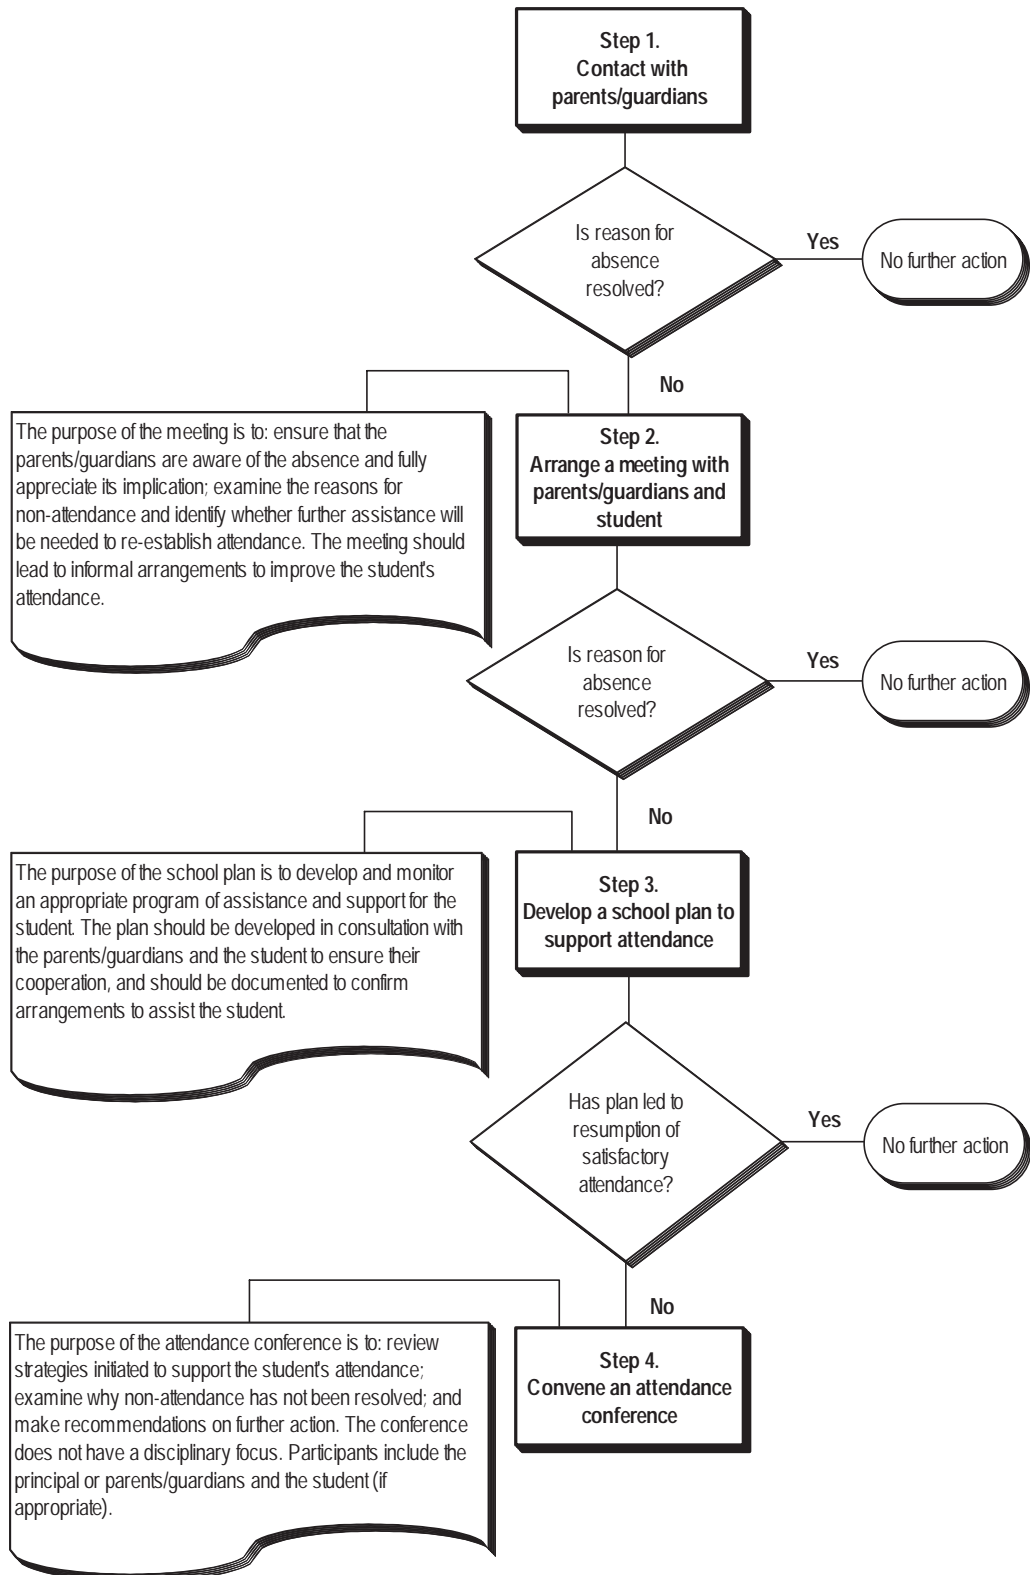 Step 1.
Contact with
parents/guardians
Is reason for
absence
resolved?
Yes
No further action
No
The purpose of the meeting is to: ensure that the
parents/guardians are aware of the absence and fully
appreciate its implication; examine the reasons for
non-attendance and identify whether further assistance will
be needed to re-establish attendance. The meeting should
lead to informal arrangements to improve the student's
attendance.
Step 2.
Arrange a meeting with
parents/guardians and
student
Is reason for
absence
resolved?
Yes
No further action
No
The purpose of the school plan is to develop and monitor
an appropriate program of assistance and support for the
student. The plan should be developed in consultation with
the parents/guardians and the student to ensure their
cooperation, and should be documented to confirm
arrangements to assist the student.
Step 3.
Develop a school plan to
support attendance
Has plan led to
resumption of
satisfactory
attendance?
Yes
No further action
No
The purpose of the attendance conference is to: review
strategies initiated to support the student's attendance;
examine why non-attendance has not been resolved; and
make recommendations on further action. The conference
does not have a disciplinary focus. Participants include the
principal or parents/guardians and the student (if
appropriate).
Step 4.
Convene an attendance
conference